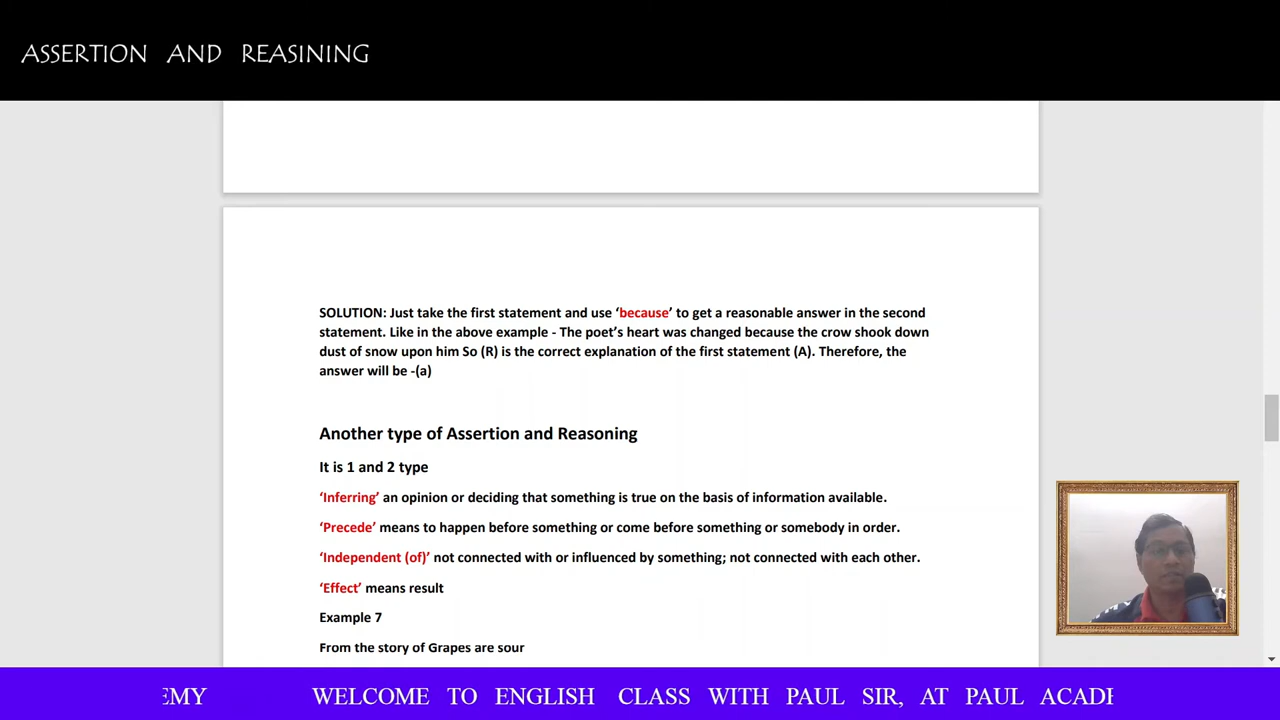 ASSERTION AND REASINING
SOLUTION: Just take the first statement and use ‘because’ to get a reasonable answer in the second
statement. Like in the above example - The poet’s heart was changed because the crow shook down
dust of snow upon him So (R) is the correct explanation of the first statement (A). Therefore, the
answer will be -(a)
Another type of Assertion and Reasoning
It is 1 and 2 type
‘Inferring’ an opinion or deciding that something is true on the basis of information available.
‘Precede’ means to happen before something or come before something or somebody in order.
‘Independent (of)’ not connected with or influenced by something; not connected with each other.
‘Effect’ means result
Example 7
From the story of Grapes are sour
EMY WELCOME TO ENGLISH CLASS WITH PAUL SIR, AT PAUL ACADE